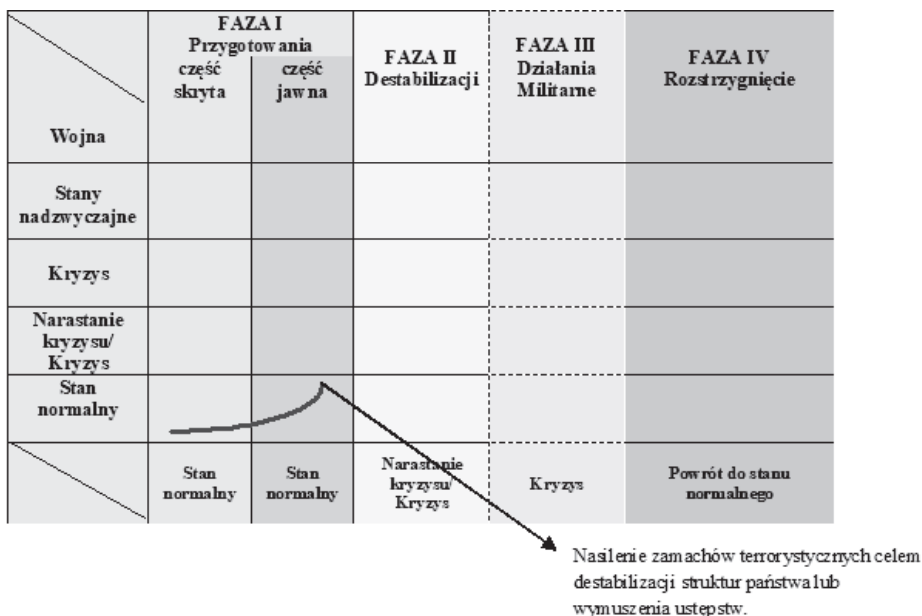 FAZA I
Przygotowania
część
skryta
część
jawna
FAZA II
Destabilizacji
FAZA III
Działania
Militarne
FAZA IV
Rozstrzygnięcie
Wojna
Stany
nadzwyczajne
Kryzys
Narastanie
kryzysu/
Kryzys
Stan
normalny
Stan
normalny
Stan
normalny
Narastanie
kryzysu/
Kryzys
Kryzys
Powrót do stanu
normalnego
Nasilenie zamachów terrorystycznych celem
destabilizacji struktur państwa lub
wymuszenia ustępstw.